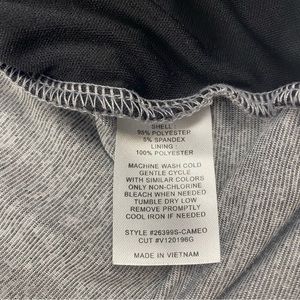 SHELL
95% POLYESTER
5% SPANDEX
LINING
100% POLYESTER
MACHINE WASH COLD
GENTLE CYCLE
WITH SIMILAR COLORS
ONLY NON-CHLORINE
BLEACH WHEN NEEDED
TUMBLE DRY LOW
REMOVE PROMPTLY
COOL IRON IF NEEDED
STYLE #26399S-CAMEO
CUT #V120196G
MADE IN VIETNAM